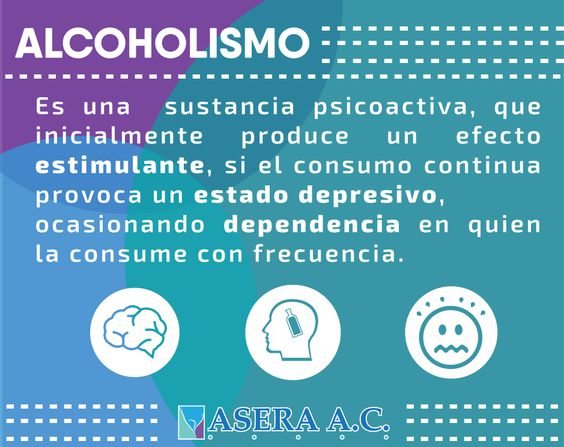 ALCOHOLISMO
Es una sustancia psicoactiva, que
inicialmente produce un efecto
estimulante, si el consumo continua
provoca un estado depresivo,
ocasionando dependencia en quien
la consume con frecuencia.
ASERA A.C.